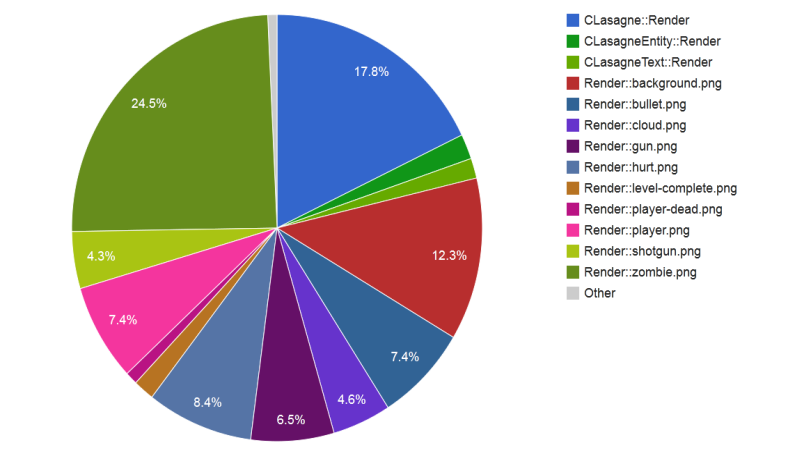 17.8%
24.5%
12.3%
4.3%
7.4%
7.4%
8.4%
4.6%
6.5%
CLasagne::Render
CLasagneEntity::Render
CLasagneText::Render
Render::background.png
Render::bullet.png
Render::cloud.png
Render::gun.png
Render::hurt.png
Render::level-complete.png
Render::player-dead.png
Render::player.png
Render::shotgun.png
Render::zombie.png
Other